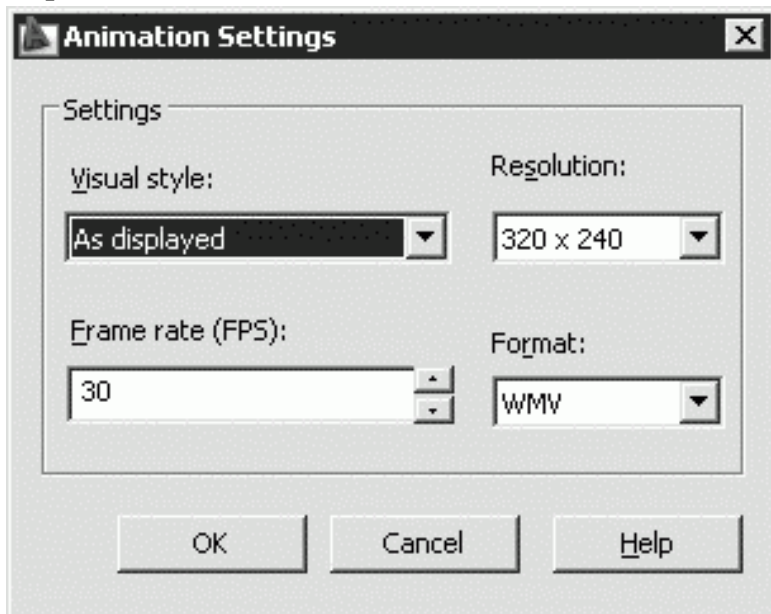 Animation Settings
Settings
Visual style:
Resolution:
As displayed
320 x 240
Frame rate (FPS):
Format:
30
WMV
OK
Cancel
Help